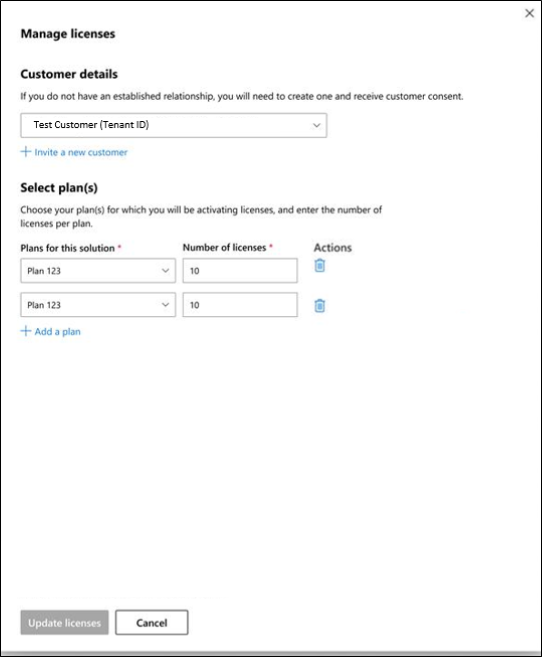 Manage licenses
Customer details
If you do not have an established relationship, you will need to create one and receive customer consent.
Test Customer (Tenant ID)
Invite a new customer
Select plan(s)
Choose your plan(s) for which you will be activating licenses, and enter the number of
licenses per plan.
Plans for this solution * Number of licenses * Actions
Plan 123 10
Plan 123 10
Add a plan
Update licenses Cancel